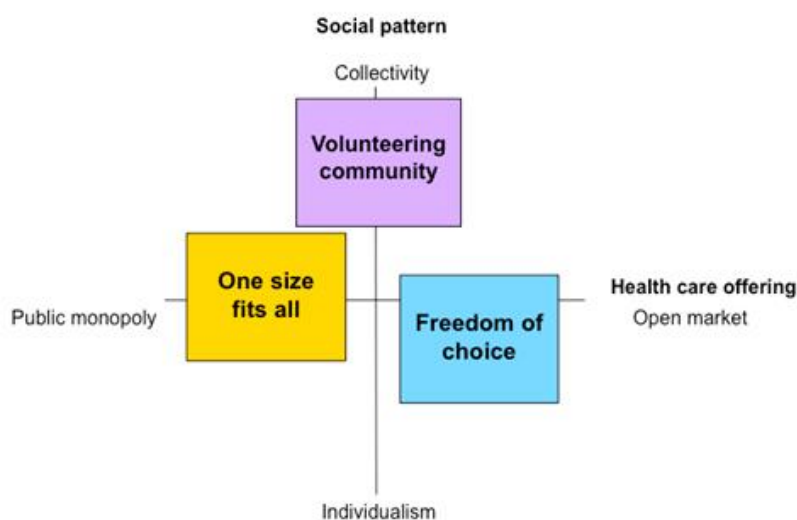 Social pattern
Collectivity
Volunteering
community
One size
fits all
Freedom of
choice
Public monopoly
Health care offering
Open market
Individualism